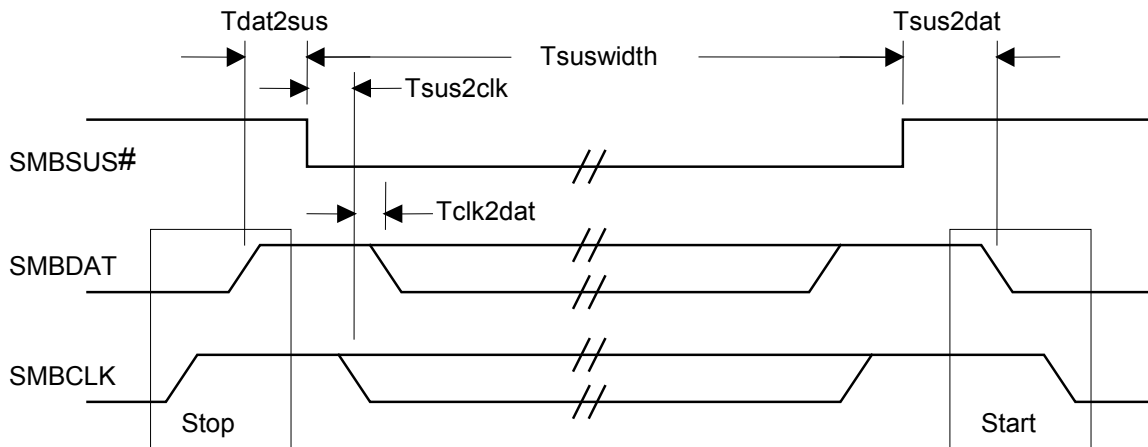 Tdat2sus
Tsus2dat
Tsuswidth
Tsus2clk
SMBSUS#
Tclk2dat
SMBDAT
SMBCLK
Stop
Start